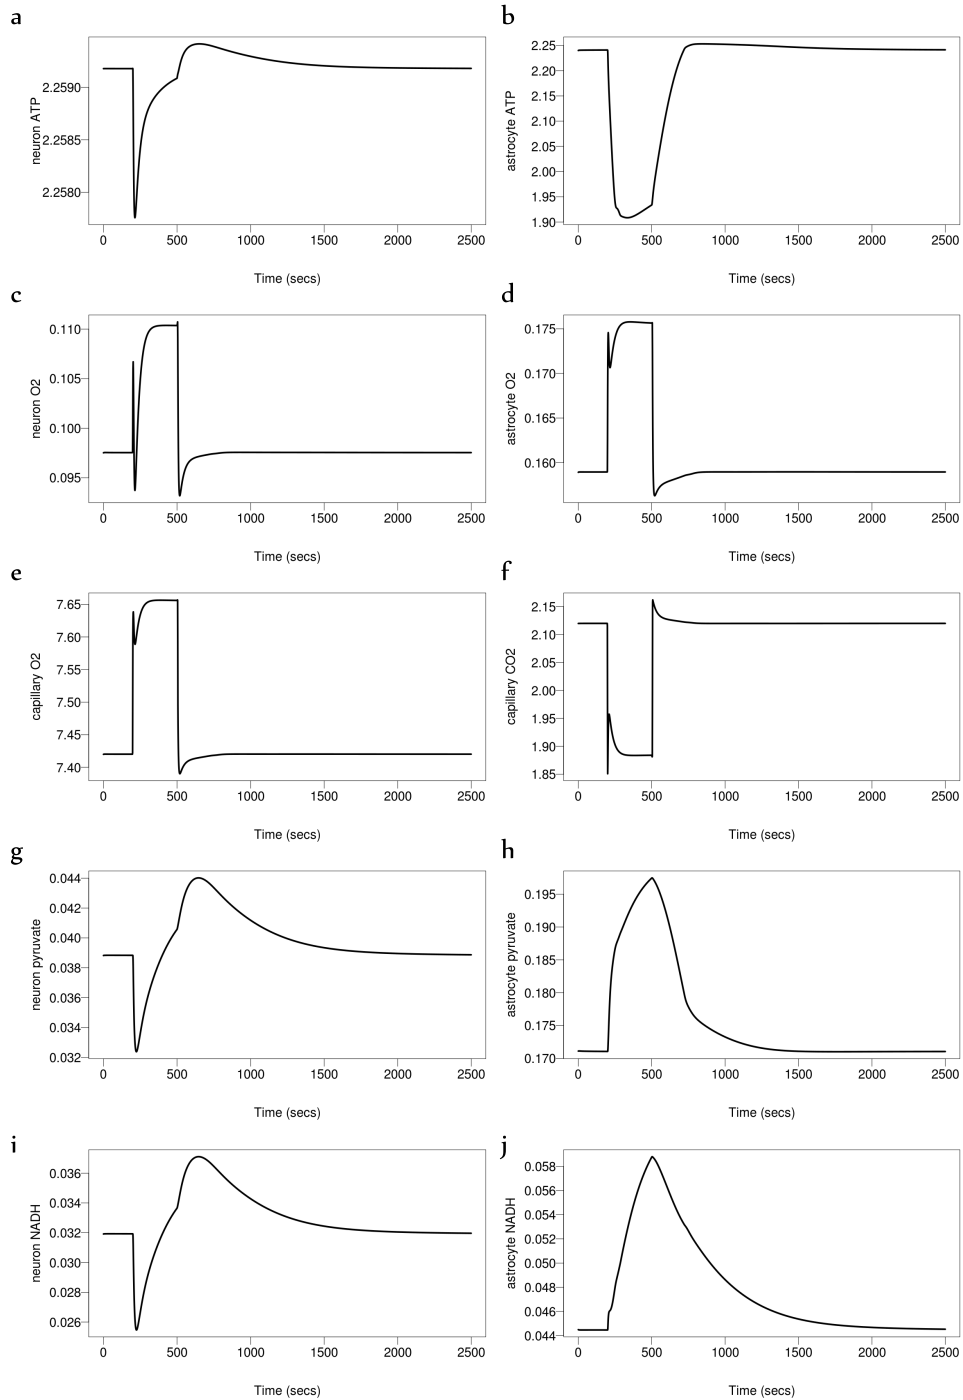 a
neuron ATP
2.2590
2.2585
2.2580
0 500 1000 1500 2000 2500
Time (secs)
b
astrocyte ATP
2.25
2.20
2.15
2.10
2.05
2.00
1.95
1.90
0 500 1000 1500 2000 2500
Time (secs)
c
neuron O2
0.110
0.105
0.100
0.095
0 500 1000 1500 2000 2500
Time (secs)
d
astrocyte O2
0.175
0.170
0.165
0.160
0 500 1000 1500 2000 2500
Time (secs)
e
capillary O2
7.65
7.60
7.55
7.50
7.45
7.40
0 500 1000 1500 2000 2500
Time (secs)
f
capillary CO2
2.15
2.10
2.05
2.00
1.95
1.90
1.85
0 500 1000 1500 2000 2500
Time (secs)
g
neuron pyruvate
0.044
0.042
0.040
0.038
0.036
0.034
0.032
0 500 1000 1500 2000 2500
Time (secs)
h
astrocyte pyruvate
0.195
0.190
0.185
0.180
0.175
0.170
0 500 1000 1500 2000 2500
Time (secs)
i
neuron NADH
0.036
0.034
0.032
0.030
0.028
0.026
0 500 1000 1500 2000 2500
Time (secs)
j
astrocyte NADH
0.058
0.056
0.054
0.052
0.050
0.048
0.046
0.044
0 500 1000 1500 2000 2500
Time (secs)